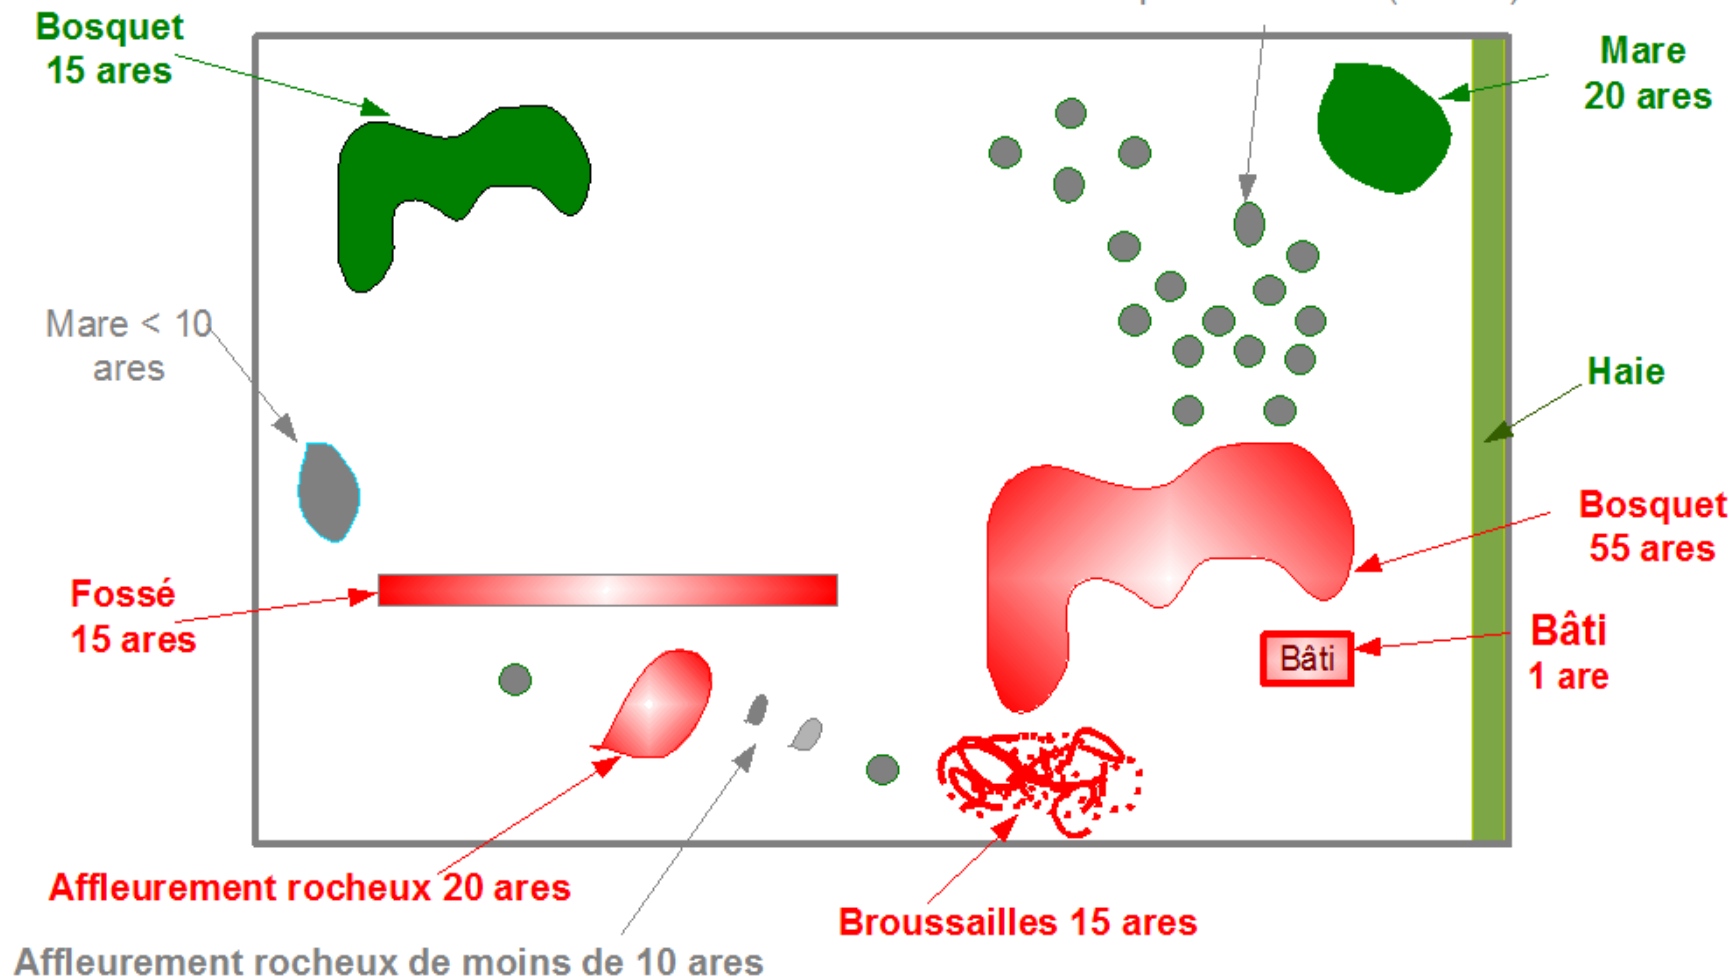 Bosquet
15 ares
Mare
20 ares
Mare < 10
ares
Haie
Bosquet
55 ares
Fossé
15 ares
Bâti
Bâti
1 are
Affleurement rocheux 20 ares
Broussailles 15 ares
Affleurement rocheux de moins de 10 ares